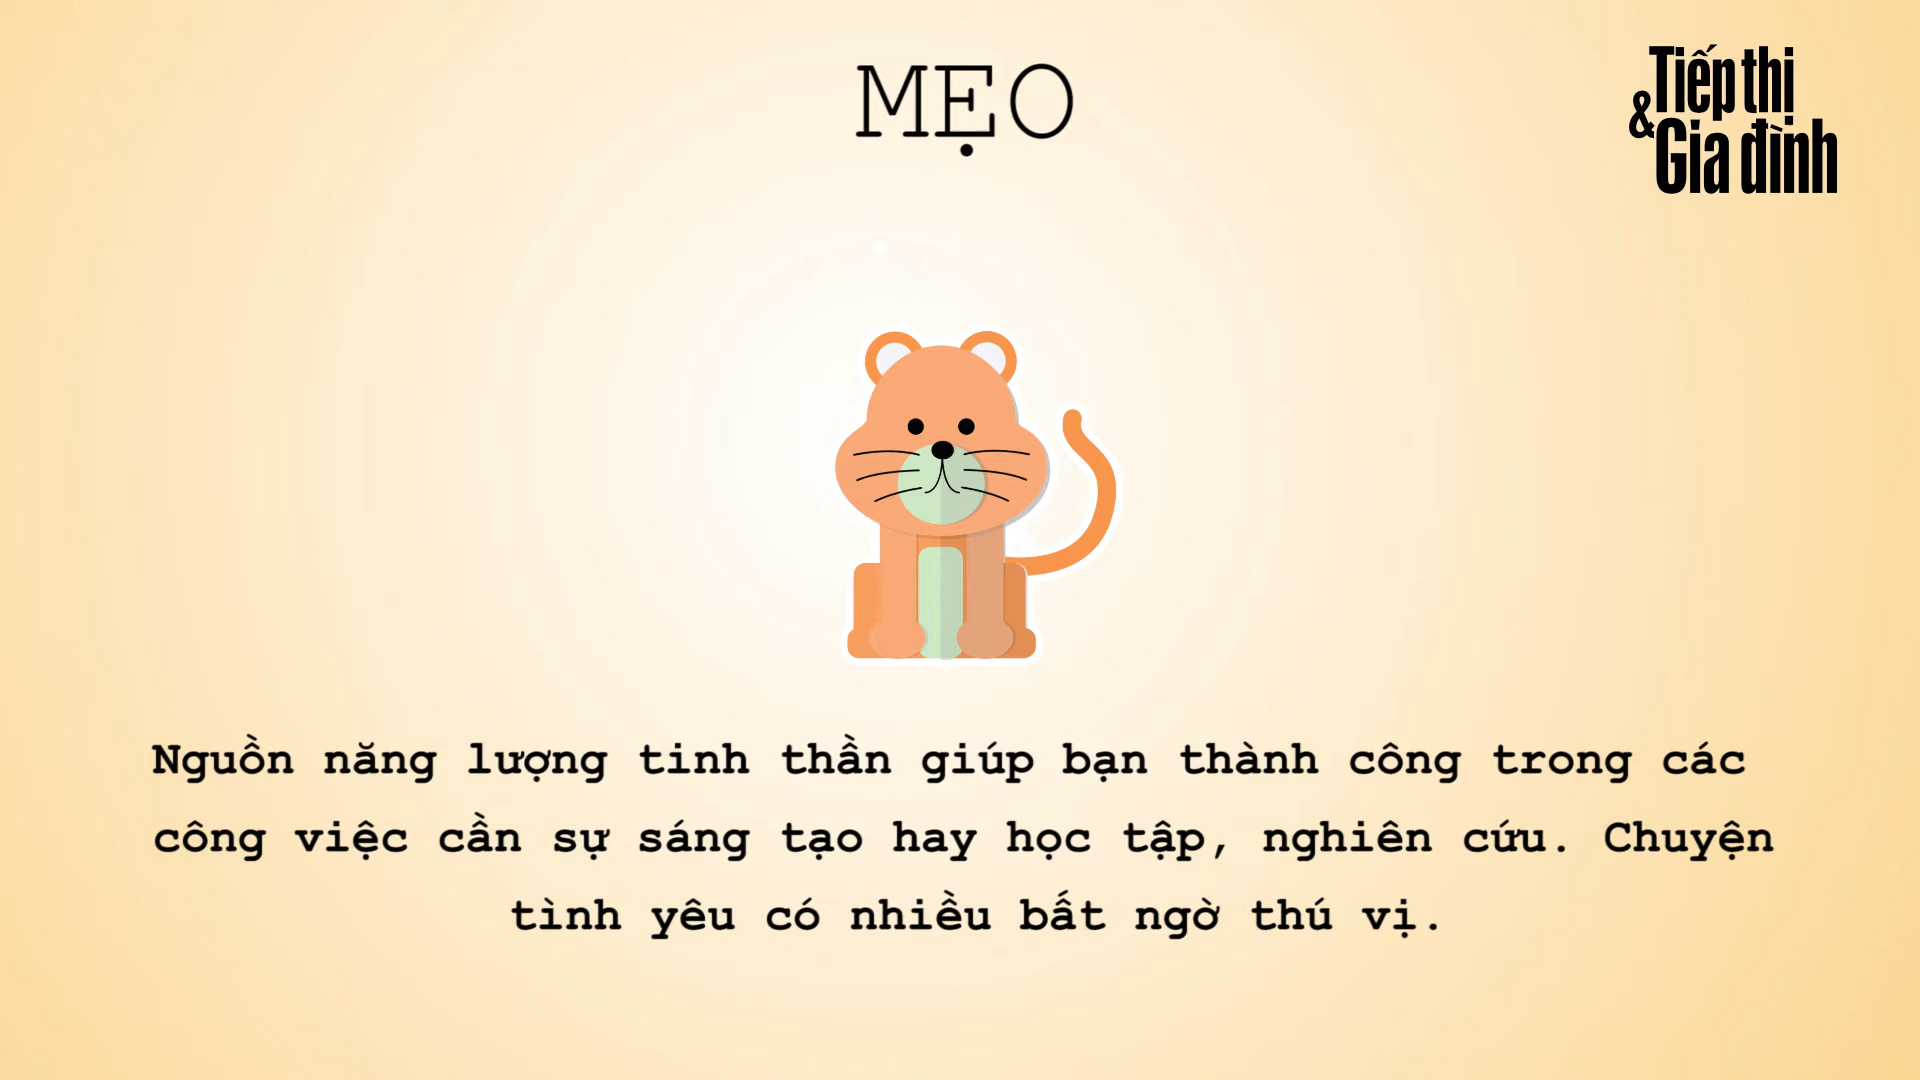 MẸO
Tiếp thị
& Gia đình
Nguồn năng lượng tinh thần giúp bạn thành công trong các
công việc cần sự sáng tạo hay học tập, nghiên cứu. Chuyện
tình yêu có nhiều bất ngờ thú vị.